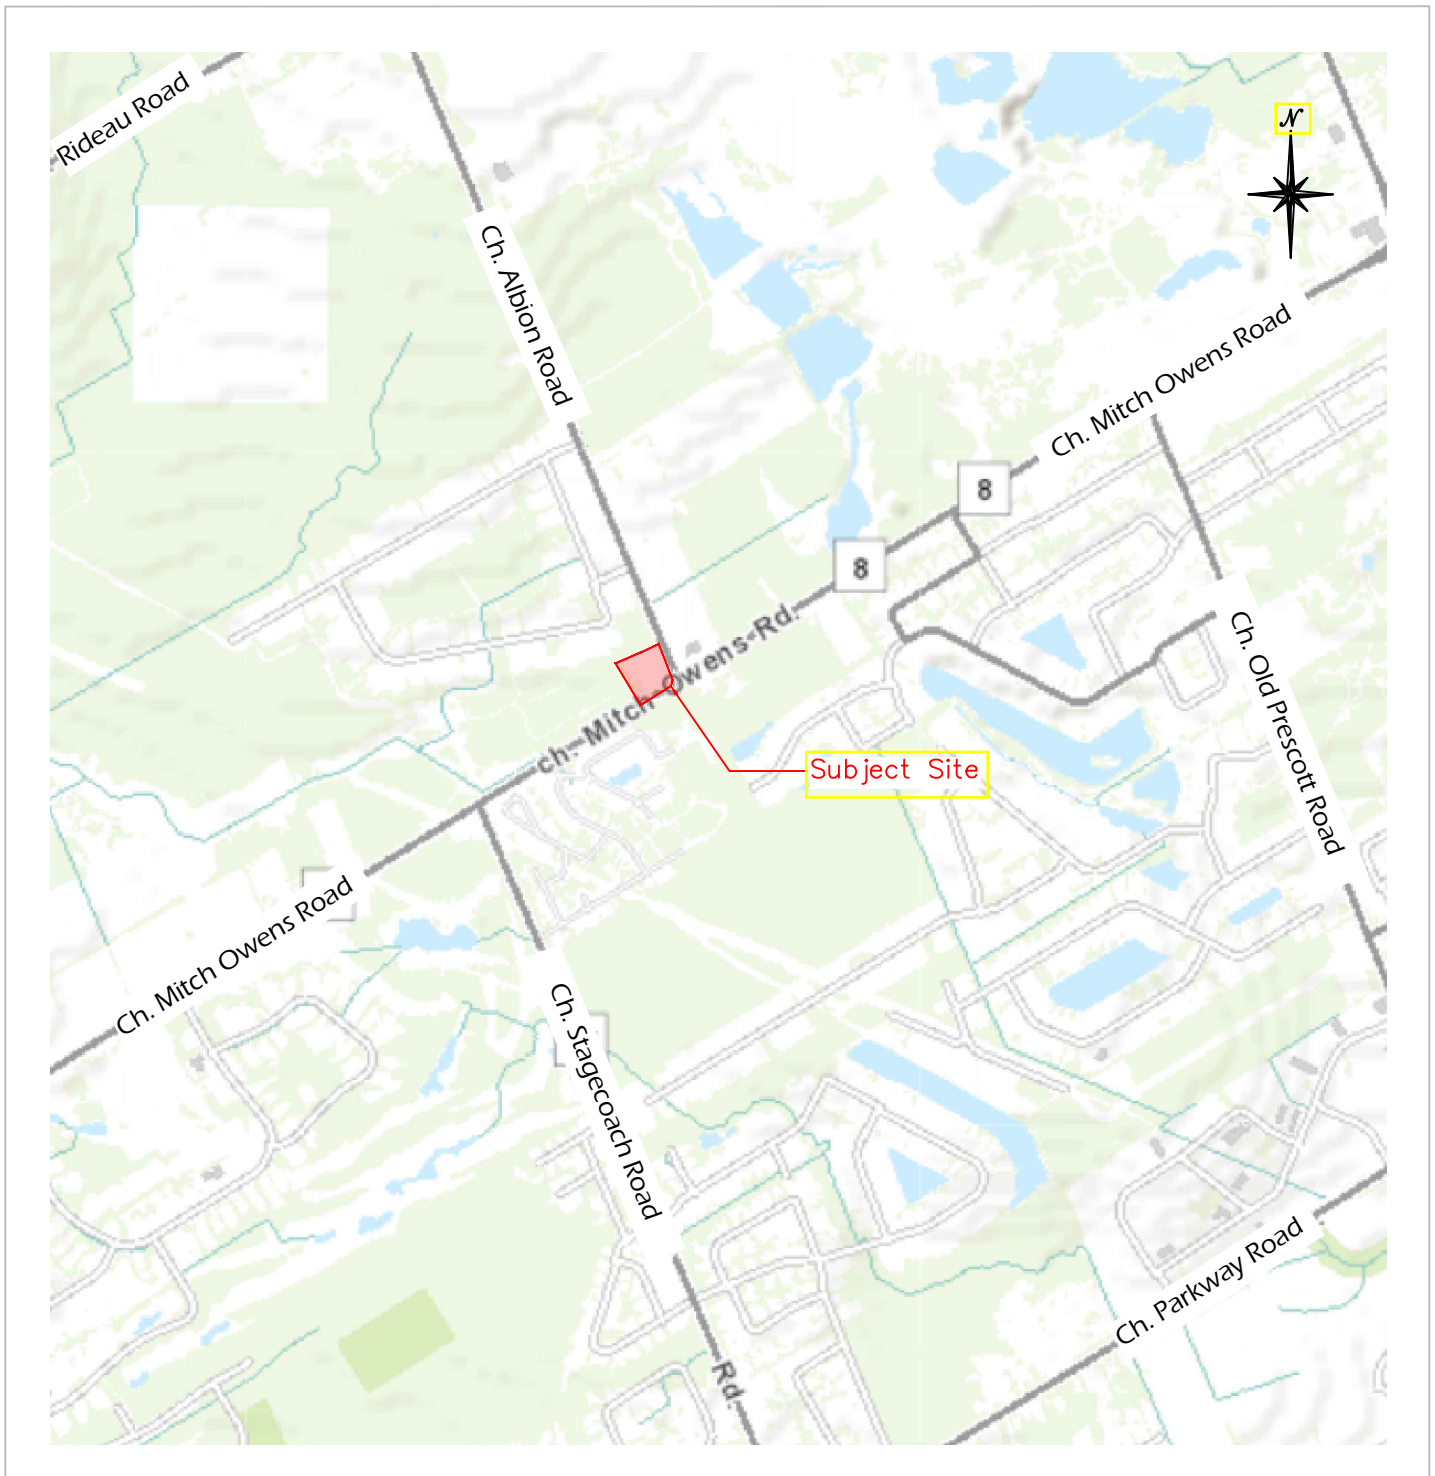 Rideau Road
N
Ch. Albion Road
Ch. Mitch Owens Road
8
8
ch.-Mitch-Owens-Rd.
Ch. Old Prescott Road
Subject Site
Ch. Mitch Owens Road
Ch. Stagecoach Road
Ch. Parkway Road
Rd.